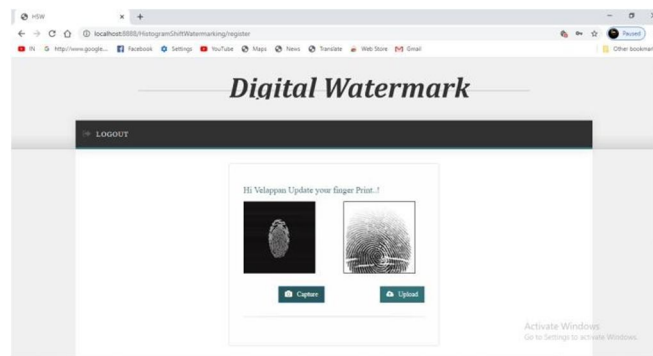 HSW
localhost:8888/HistogramShiftWatermarking/register
Paused
IN http://www.google... Facebook Settings YouTube Maps News Translate Web Store Gmail Other bookmar
Digital Watermark
LOGOUT
Hi Velappan Update your finger Print..!
Capture Upload
Activate Windows
Go to Settings to activate Windows.